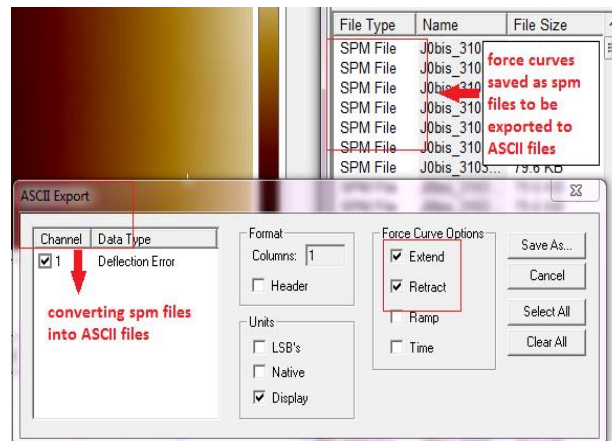 File Type Name File Size
SPM File J0bis_310
SPM File J0bis_310
SPM File J0bis_310
SPM File J0bis_310
SPM File J0bis_310
SPM File J0bis_310
SPM File J0bis_3103... 79.6 KB
force curves
saved as spm
files to be
exported to
ASCII files
ASCII Export
Channel Data Type
1 Deflection Error
converting spm files
into ASCII files
Format
Columns: 1
Header
Units
LSB's
Native
Display
Force Curve Options
Extend
Retract
Ramp
Time
Save As...
Cancel
Select All
Clear All